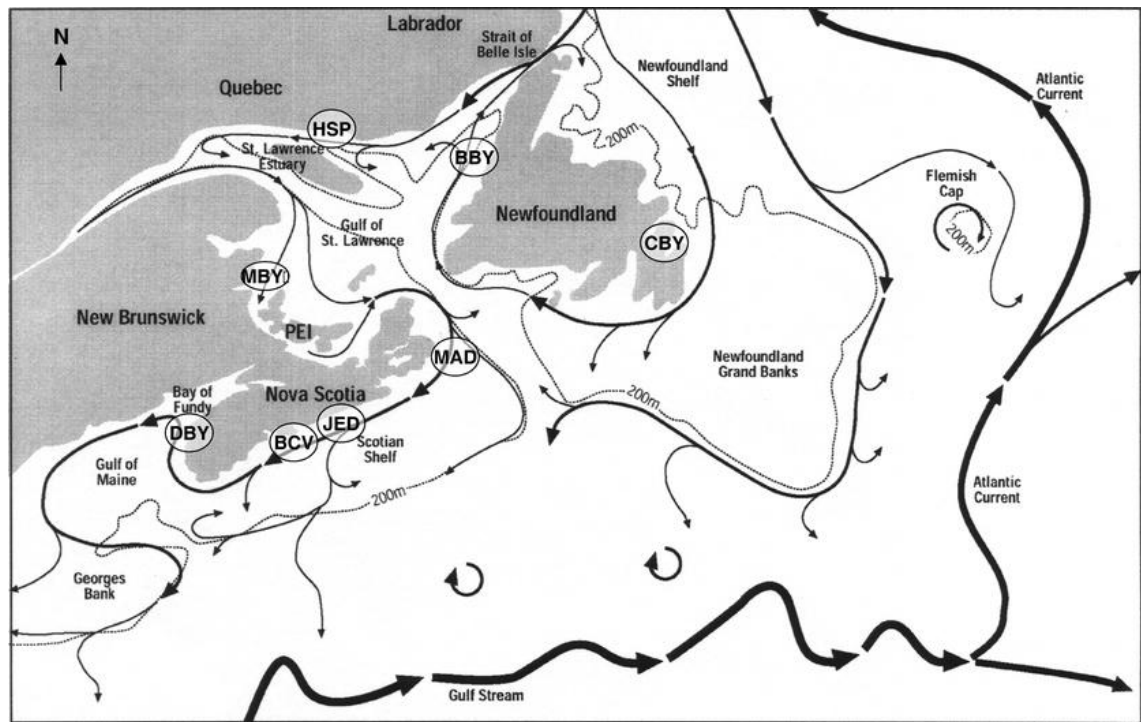 Labrador
N
Strait of
Belle Isle
Newfoundland
Shelf
Atlantic
Current
Quebec
HSP
200m
St. Lawrence
Estuary
BBY
Flemish
Cap
200m
Newfoundland
Gulf of
St. Lawrence
CBY
MBY
New Brunswick
PEI
MAD
Newfoundland
Grand Banks
Bay of
Fundy
Nova Scotia
200m
DBY
BCV
JED
Scotian
Shelf
Gulf of
Maine
200m
Atlantic
Current
Georges
Bank
Gulf Stream